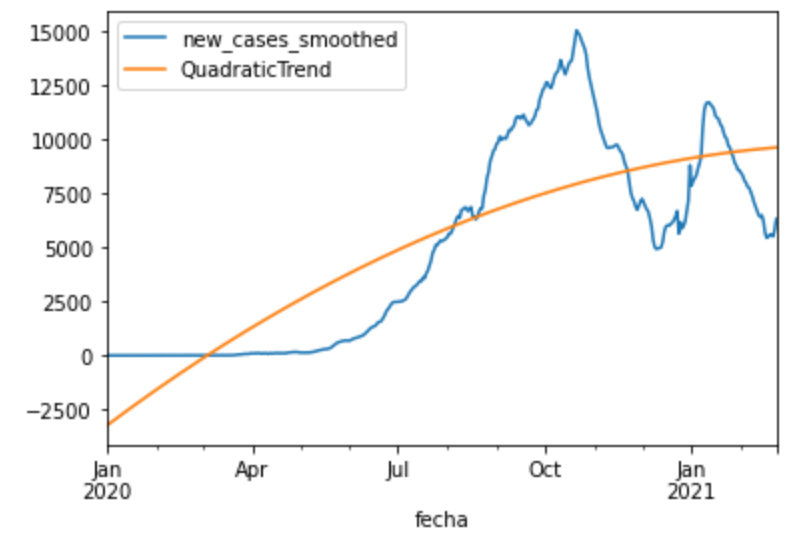 new_cases_smoothed
QuadraticTrend
15000
12500
10000
7500
5000
2500
0
−2500
Jan Apr Jul Oct Jan
2020 2021
fecha